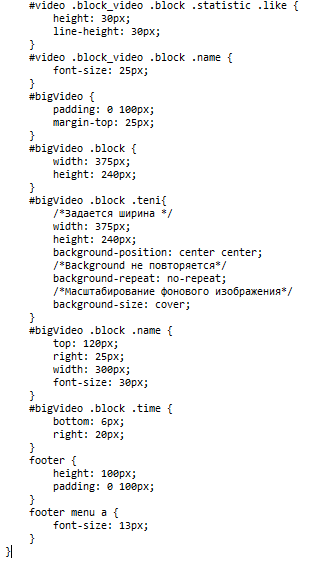 #video .block_video .block .statistic .like {
height: 30px;
line-height: 30px;
}
#video .block_video .block .name {
font-size: 25px;
}
#bigVideo {
padding: 0 100px;
margin-top: 25px;
}
#bigVideo .block {
width: 375px;
height: 240px;
}
#bigVideo .block .teni{
/*Задается ширина */
width: 375px;
height: 240px;
background-position: center center;
/*Background не повторяется*/
background-repeat: no-repeat;
/*Масштабирование фонового изображения*/
background-size: cover;
}
#bigVideo .block .name {
top: 120px;
right: 25px;
width: 300px;
font-size: 30px;
}
#bigVideo .block .time {
bottom: 6px;
right: 20px;
}
footer {
height: 100px;
padding: 0 100px;
}
footer menu a {
font-size: 13px;
}
}